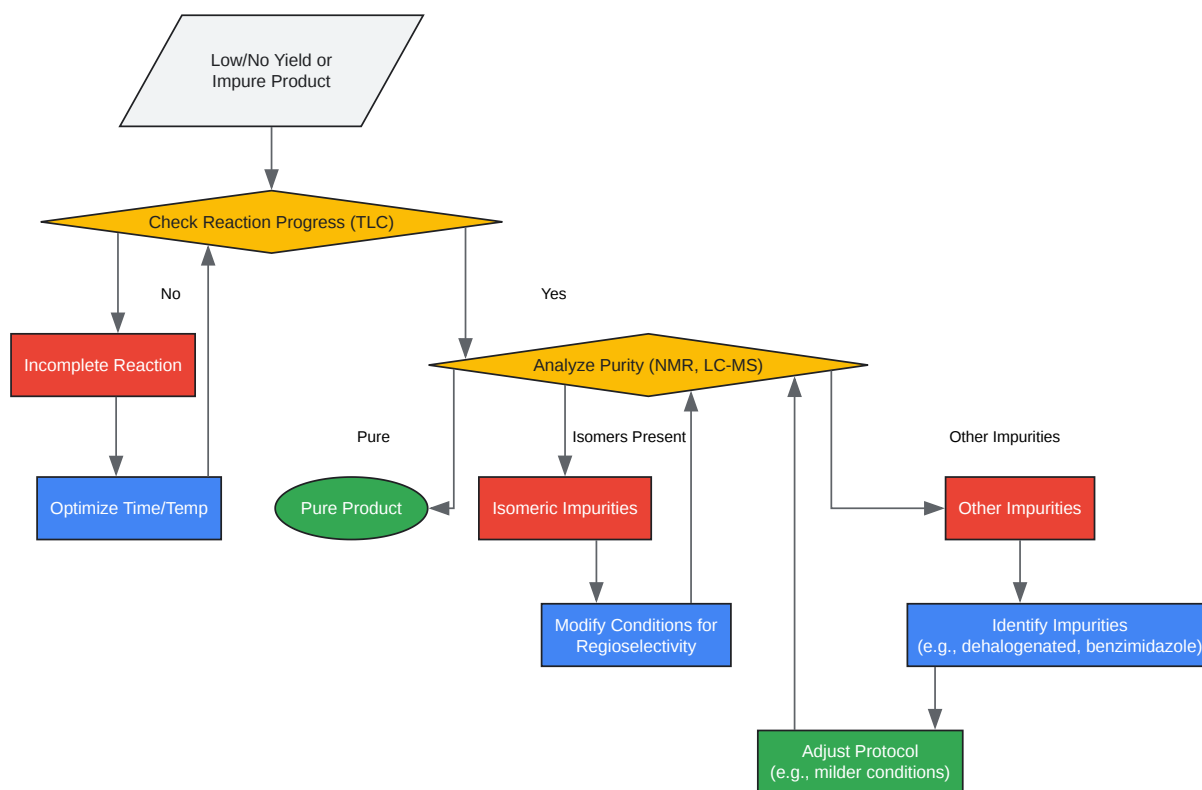 Low/No Yield or
Impure Product
Check Reaction Progress (TLC)
No
Yes
Incomplete Reaction
Analyze Purity (NMR, LC-MS)
Pure
Isomers Present
Other Impurities
Optimize Time/Temp
Pure Product
Isomeric Impurities
Other Impurities
Modify Conditions for
Regioselectivity
Identify Impurities
(e.g., dehalogenated, benzimidazole)
Adjust Protocol
(e.g., milder conditions)